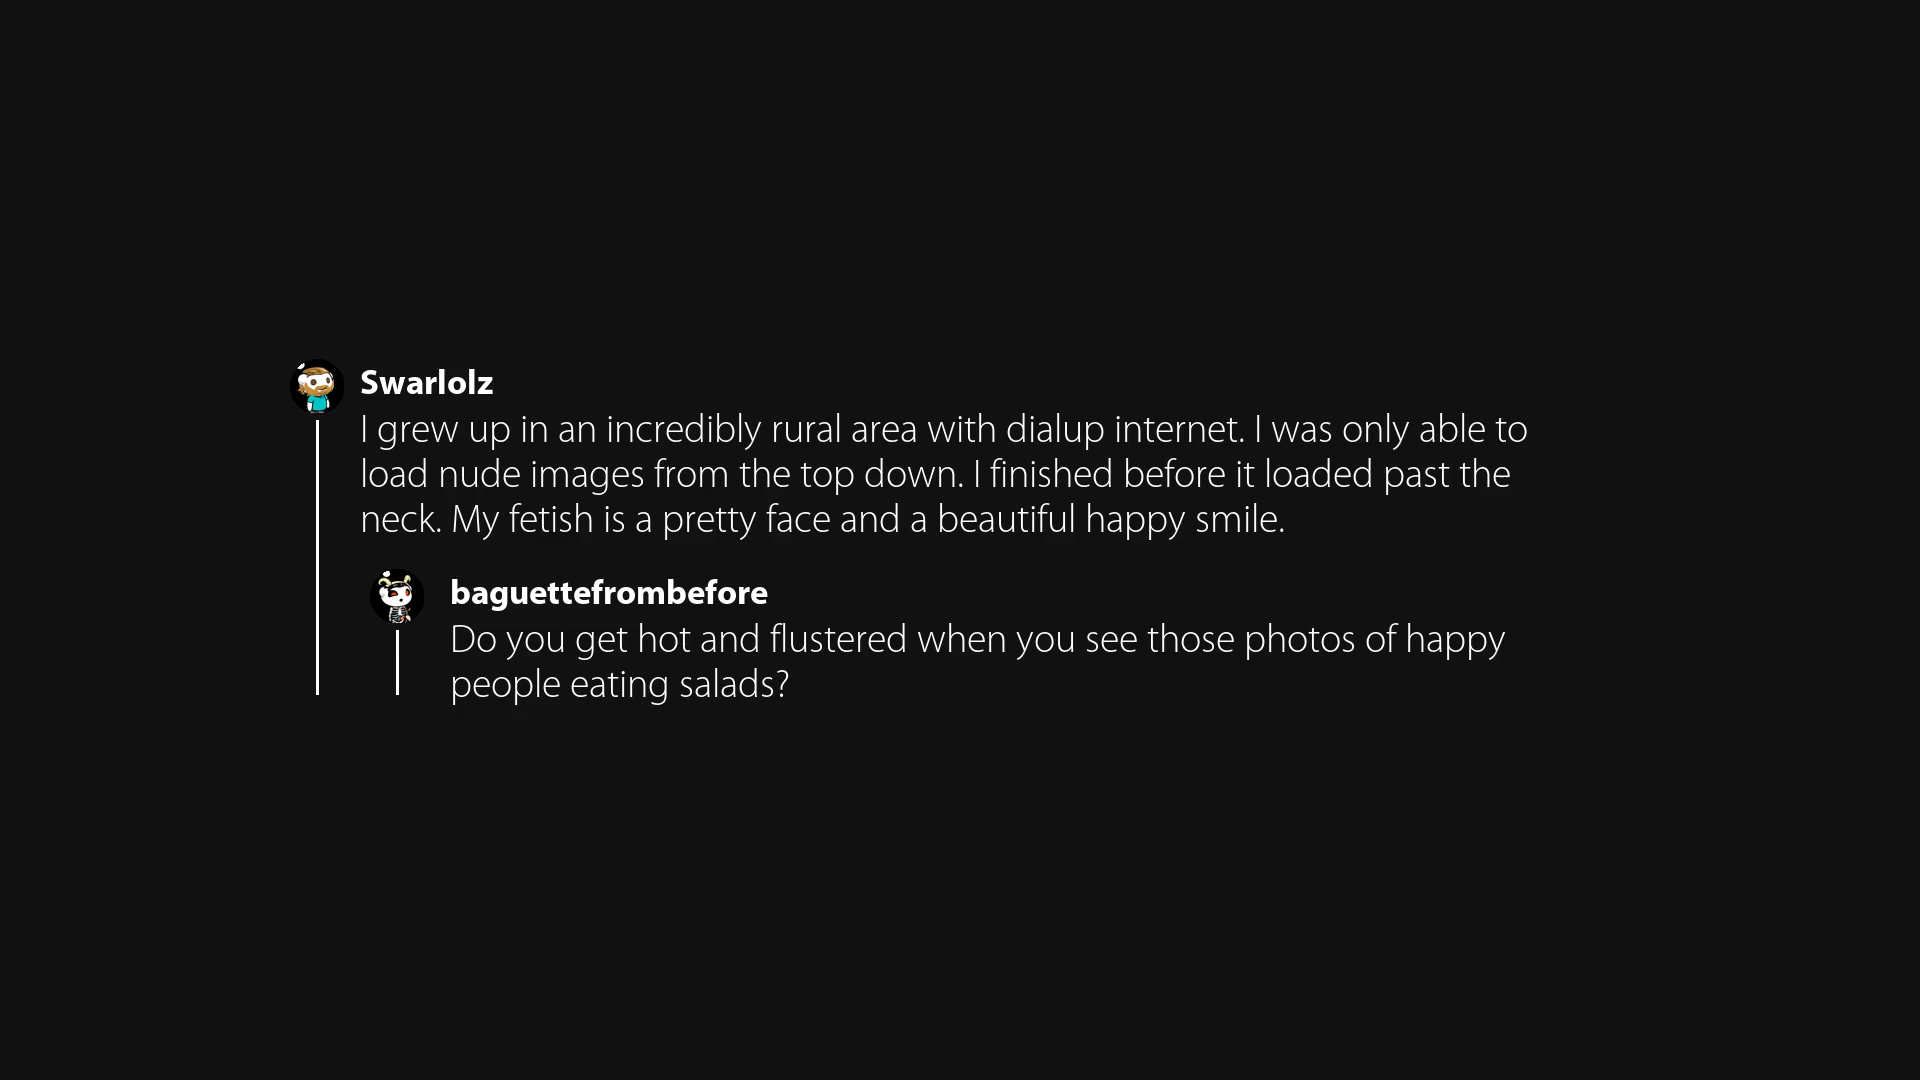 Swarlolz
I grew up in an incredibly rural area with dialup internet. I was only able to
load nude images from the top down. I finished before it loaded past the
neck. My fetish is a pretty face and a beautiful happy smile.
baguettefrombefore
Do you get hot and flustered when you see those photos of happy
people eating salads?